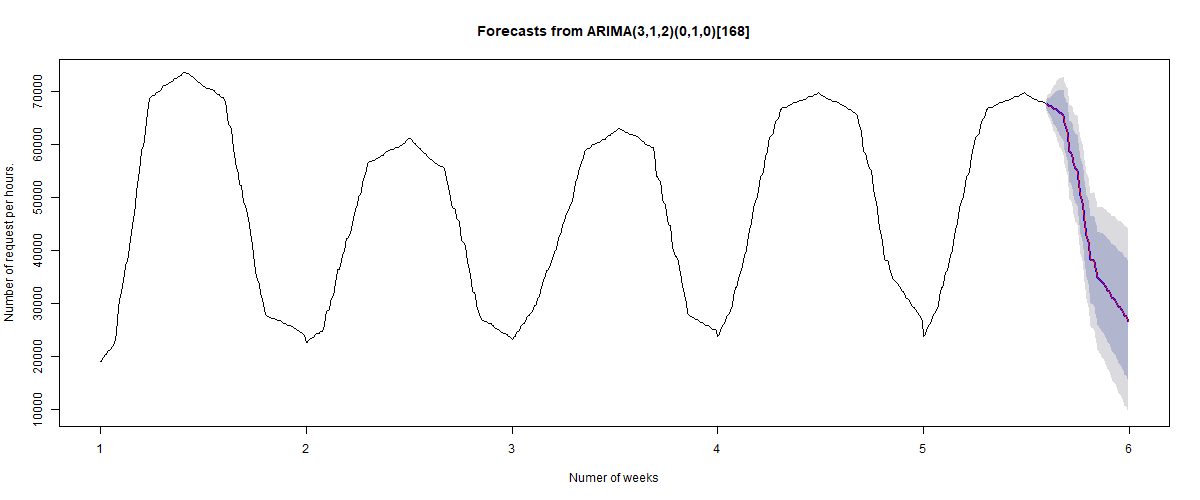 Forecasts from ARIMA(3,1,2)(0,1,0)[168]
Number of request per hours.
70000
60000
50000
40000
30000
20000
10000
1 2 3 4 5 6
Numer of weeks